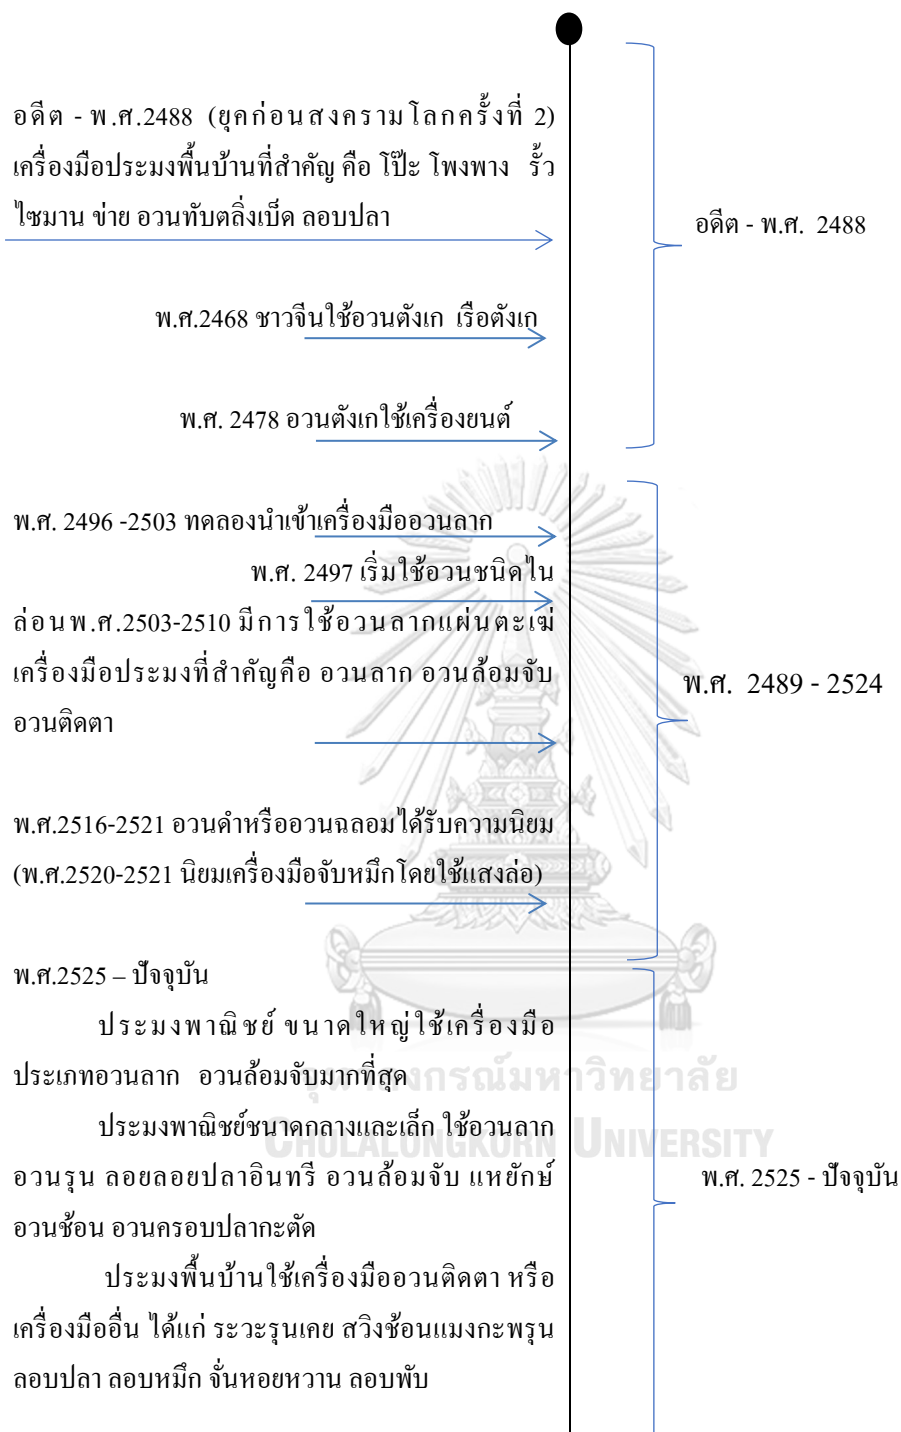 อดีต - พ.ศ.2488 (ยุคก่อนสงครามโลกครั้งที่ 2)
เครื่องมือประมงพื้นบ้านที่สำคัญ คือ โป๊ะ โพงพาง รั้ว
ไซมาน ข่าย อวนทับตลิ่งเบ็ด ลอบปลา
อดีต - พ.ศ. 2488
พ.ศ.2468 ชาวจีนใช้อวนตังเก เรือตังเก
พ.ศ. 2478 อวนตังเกใช้เครื่องยนต์
พ.ศ. 2496 -2503 ทดลองนำเข้าเครื่องมืออวนลาก
พ.ศ. 2497 เริ่มใช้อวนชนิดใน
ล่อนพ.ศ.2503-2510 มีการใช้อวนลากแผ่นตะเฆ่
เครื่องมือประมงที่สำคัญคือ อวนลาก อวนล้อมจับ
อวนติดตา
พ.ศ. 2489 - 2524
พ.ศ.2516-2521 อวนดำหรืออวนฉลอมได้รับความนิยม
(พ.ศ.2520-2521 นิยมเครื่องมือจับหมึกโดยใช้แสงล่อ)
พ.ศ.2525 – ปัจจุบัน
ประมงพาณิชย์ ขนาดใหญ่ใช้เครื่องมือ
ประเภทอวนลาก อวนล้อมจับมากที่สุด
ประมงพาณิชย์ชนาดกลางและเล็ก ใช้อวนลาก
อวนรุน ลอยลอยปลาอินทรี อวนล้อมจับ แหยักษ์
อวนช้อน อวนครอบปลากะตัด
พ.ศ. 2525 - ปัจจุบัน
ประมงพื้นบ้านใช้เครื่องมืออวนติดตา หรือ
เครื่องมืออื่น ได้แก่ ระวะรุนเคย สวิงช้อนแมงกะพรุน
ลอบปลา ลอบหมึก จั่นหอยหวาน ลอบพับ
จุฬาลงกรณ์มหาวิทยาลัย
CHULALONGKORN UNIVERSITY